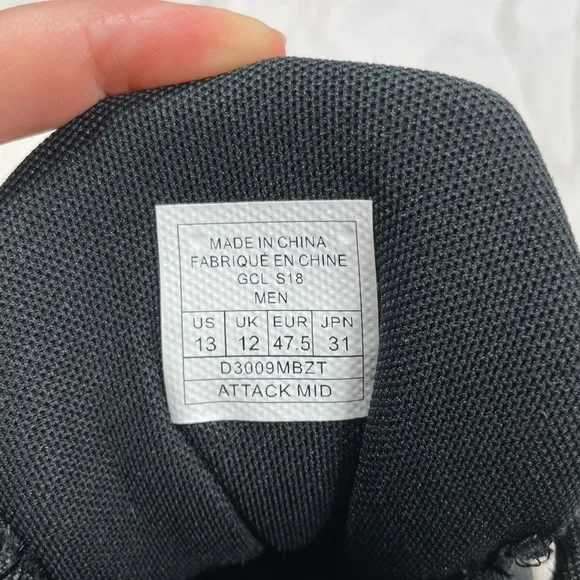 MADE IN CHINA
FABRIQUÉ EN CHINE
GCL S18
MEN
US UK EUR JPN
13 12 47.5 31
D3009MBZT
ATTACK MID